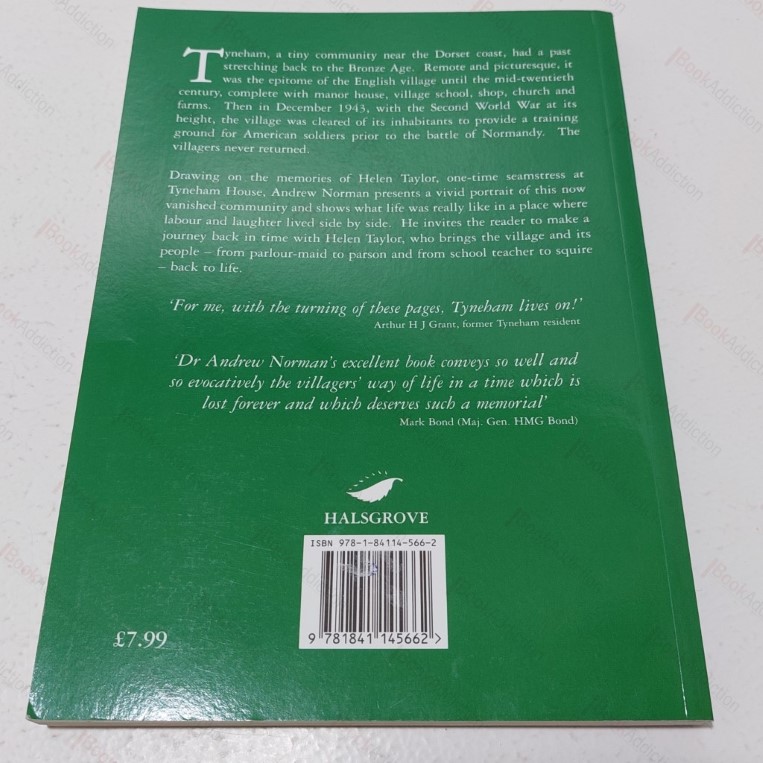 Tyneham, a tiny community near the Dorset coast, had a past
stretching back to the Bronze Age. Remote and picturesque, it
was the epitome of the English village until the mid-twentieth
century, complete with manor house, village school, shop, church and
farms. Then in December 1943, with the Second World War at its
height, the village was cleared of its inhabitants to provide a training
ground for American soldiers prior to the battle of Normandy. The
villagers never returned.
Drawing on the memories of Helen Taylor, one-time seamstress at
Tyneham House, Andrew Norman presents a vivid portrait of this now
vanished community and shows what life was really like in a place where
labour and laughter lived side by side. He invites the reader to make a
journey back in time with Helen Taylor, who brings the village and its
people – from parlour-maid to parson and from school teacher to squire
– back to life.
‘For me, with the turning of these pages, Tyneham lives on!’
Arthur H J Grant, former Tyneham resident
‘Dr Andrew Norman's excellent book conveys so well and
so evocatively the villagers’ way of life in a time which is
lost forever and which deserves such a memorial’
Mark Bond (Maj. Gen. HMG Bond)
HALSGROVE
ISBN 978-1-84114-566-2
9 781841 145662 >
£7.99
iBookAddiction